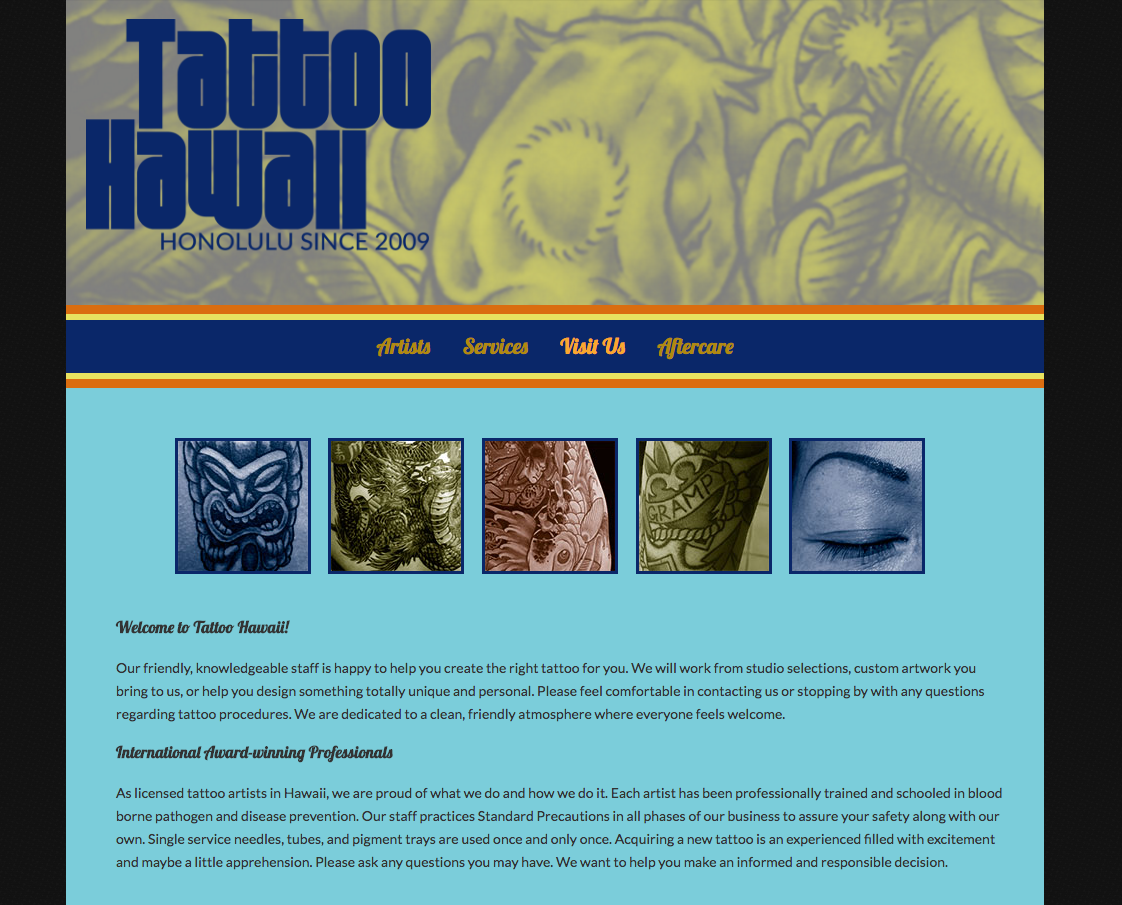 Tattoo
Hawaii
HONOLULU SINCE 2009
Artists Services Visit Us Aftercare
GRAMP
Welcome to Tattoo Hawaii!
Our friendly, knowledgeable staff is happy to help you create the right tattoo for you. We will work from studio selections, custom artwork you
bring to us, or help you design something totally unique and personal. Please feel comfortable in contacting us or stopping by with any questions
regarding tattoo procedures. We are dedicated to a clean, friendly atmosphere where everyone feels welcome.
International Award-winning Professionals
As licensed tattoo artists in Hawaii, we are proud of what we do and how we do it. Each artist has been professionally trained and schooled in blood
borne pathogen and disease prevention. Our staff practices Standard Precautions in all phases of our business to assure your safety along with our
own. Single service needles, tubes, and pigment trays are used once and only once. Acquiring a new tattoo is an experienced filled with excitement
and maybe a little apprehension. Please ask any questions you may have. We want to help you make an informed and responsible decision.